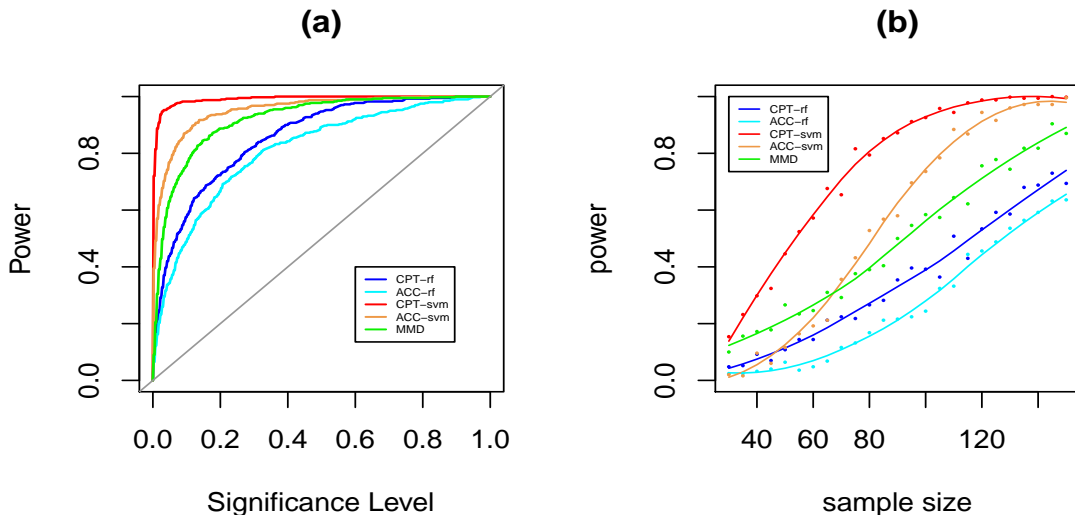 (a)
Power
0.0
0.4
0.8
CPT-rf
ACC-rf
CPT-svm
ACC-svm
MMD
0.0 0.2 0.4 0.6 0.8 1.0
Significance Level
(b)
power
0.0
0.4
0.8
CPT-rf
ACC-rf
CPT-svm
ACC-svm
MMD
40 60 80 120
sample size